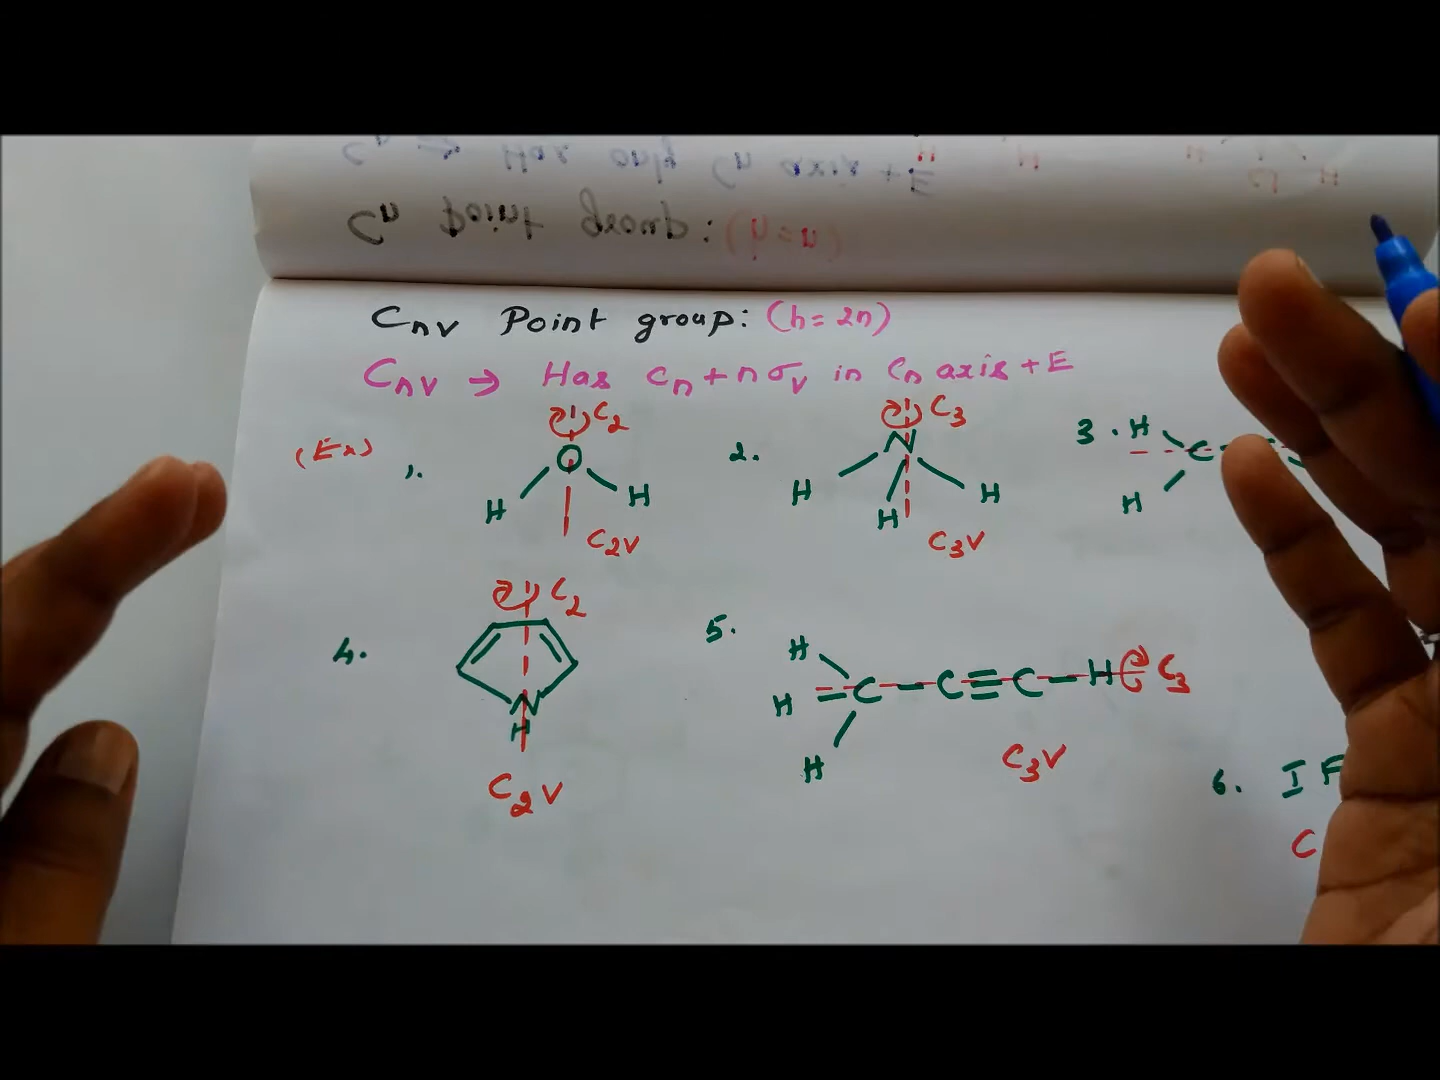 Cn → Has only Cn axis + E
Cn Point group: (h=n)
Cnv Point group: (h=2n)
Cnv → Has Cn + nσv in Cn axis + E
(Ex) 1. C2 O H H C2v
2. C3 N H H H C3v
3. H C H
4. C2 N H C2v
5. H H H C – C≡C – H C3 C3v
6. IF
C